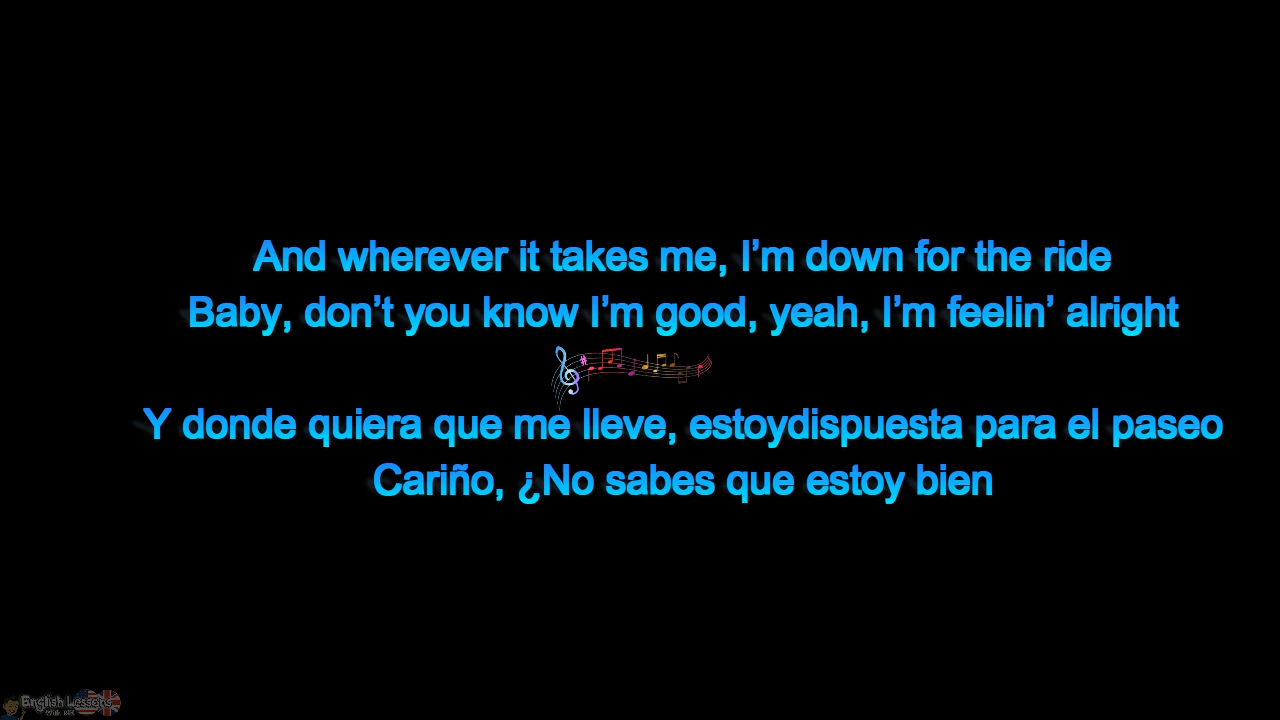 And wherever it takes me, I’m down for the ride
Baby, don’t you know I’m good, yeah, I’m feelin’ alright
Y donde quiera que me lleve, estoydispuesta para el paseo
Cariño, ¿No sabes que estoy bien
English Lessons